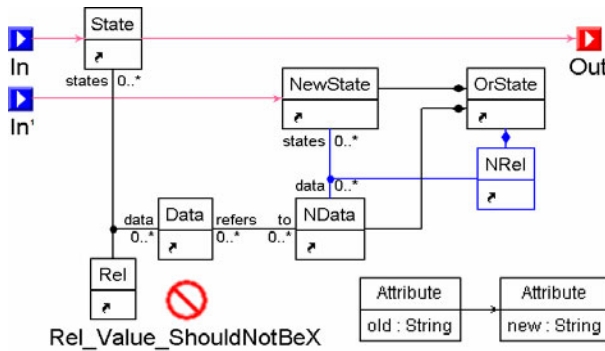 State
In
Out
states 0..*
NewState
OrState
In'
states 0..*
NRel
data 0..*
data
0..*
Data
refers
0..*
to
0..*
NData
Rel
Attribute
old : String
Attribute
new : String
Rel_Value_ShouldNotBeX